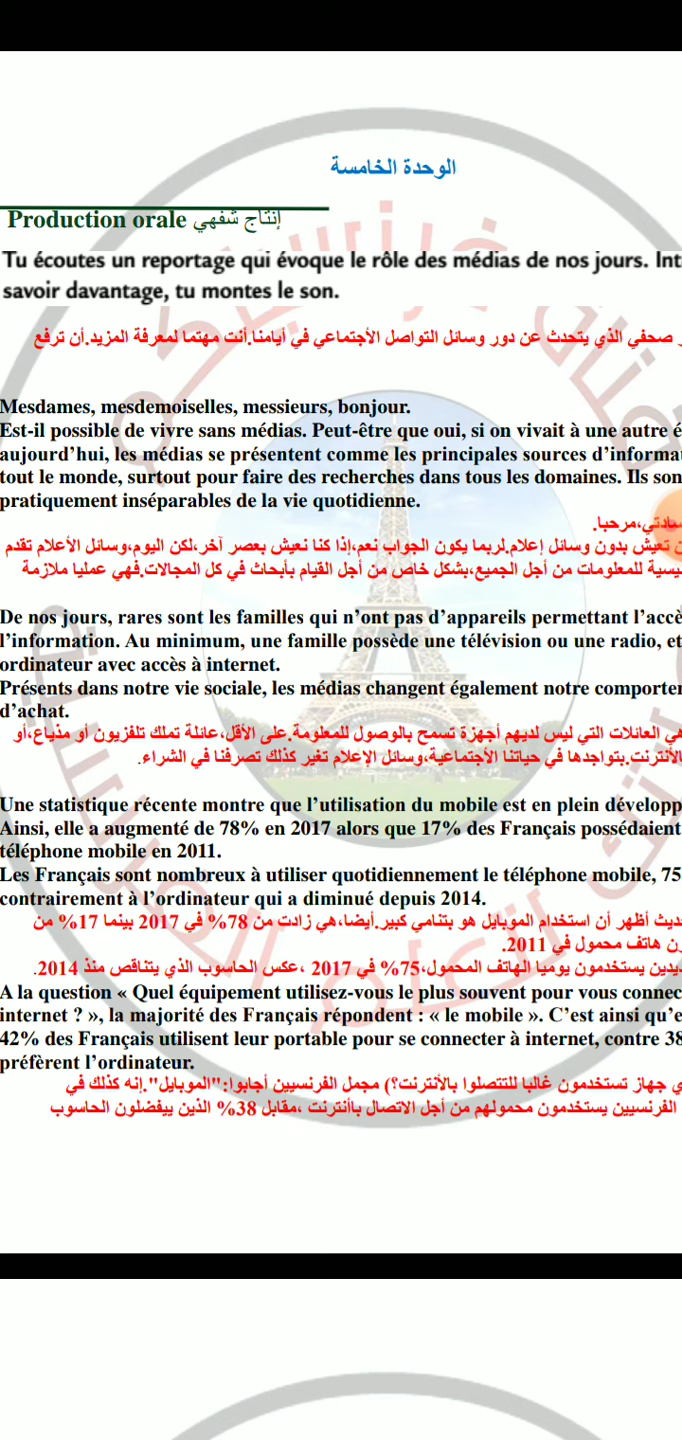 الوحدة الخامسة
Production orale إنتاج شفهي
Tu écoutes un reportage qui évoque le rôle des médias de nos jours. Int
savoir davantage, tu montes le son.
صحفي الذي يتحدث عن دور وسائل التواصل الأجتماعي في أيامنا.أنت مهتما لمعرفة المزيد.أن ترفع
Mesdames, mesdemoiselles, messieurs, bonjour.
Est-il possible de vivre sans médias. Peut-être que oui, si on vivait à une autre é
aujourd’hui, les médias se présentent comme les principales sources d’informa
tout le monde, surtout pour faire des recherches dans tous les domaines. Ils son
pratiquement inséparables de la vie quotidienne.
سادتي،مرحبا.
تعيش بدون وسائل إعلام.لربما يكون الجواب نعم،إذا كنا نعيش بعصر آخر،لكن اليوم،وسائل الأعلام تقدم
يسية للمعلومات من أجل الجميع،بشكل خاص من أجل القيام بأبحاث في كل المجالات.فهي عمليا ملازمة
De nos jours, rares sont les familles qui n’ont pas d’appareils permettant l’accè
l’information. Au minimum, une famille possède une télévision ou une radio, et
ordinateur avec accès à internet.
Présents dans notre vie sociale, les médias changent également notre comporte
d’achat.
هي العائلات التي ليس لديهم أجهزة تسمح بالوصول للمعلومة.على الأقل،عائلة تملك تلفزيون أو مذياع،أو
الأنترنت.بتواجدها في حياتنا الأجتماعية،وسائل الإعلام تغير كذلك تصرفنا في الشراء.
Une statistique récente montre que l’utilisation du mobile est en plein développ
Ainsi, elle a augmenté de 78% en 2017 alors que 17% des Français possédaient
téléphone mobile en 2011.
Les Français sont nombreux à utiliser quotidiennement le téléphone mobile, 75
contrairement à l’ordinateur qui a diminué depuis 2014.
ديث أظهر أن استخدام الموبايل هو بتنامي كبير.أيضا،هي زادت من 78% في 2017 بينما 17% من
ن هاتف محمول في 2011.
ديدين يستخدمون يوميا الهاتف المحمول،75% في 2017 ،عكس الحاسوب الذي يتناقص منذ 2014.
A la question « Quel équipement utilisez-vous le plus souvent pour vous connec
internet ? », la majorité des Français répondent : « le mobile ». C’est ainsi qu’e
42% des Français utilisent leur portable pour se connecter à internet, contre 38
préfèrent l’ordinateur.
ي جهاز تستخدمون غالبا للتتصلوا بالأنترنت؟) مجمل الفرنسيين أجابوا:"الموبايل".إنه كذلك في
الفرنسيين يستخدمون محمولهم من أجل الاتصال باأنترنت ،مقابل 38% الذين ييفضلون الحاسوب